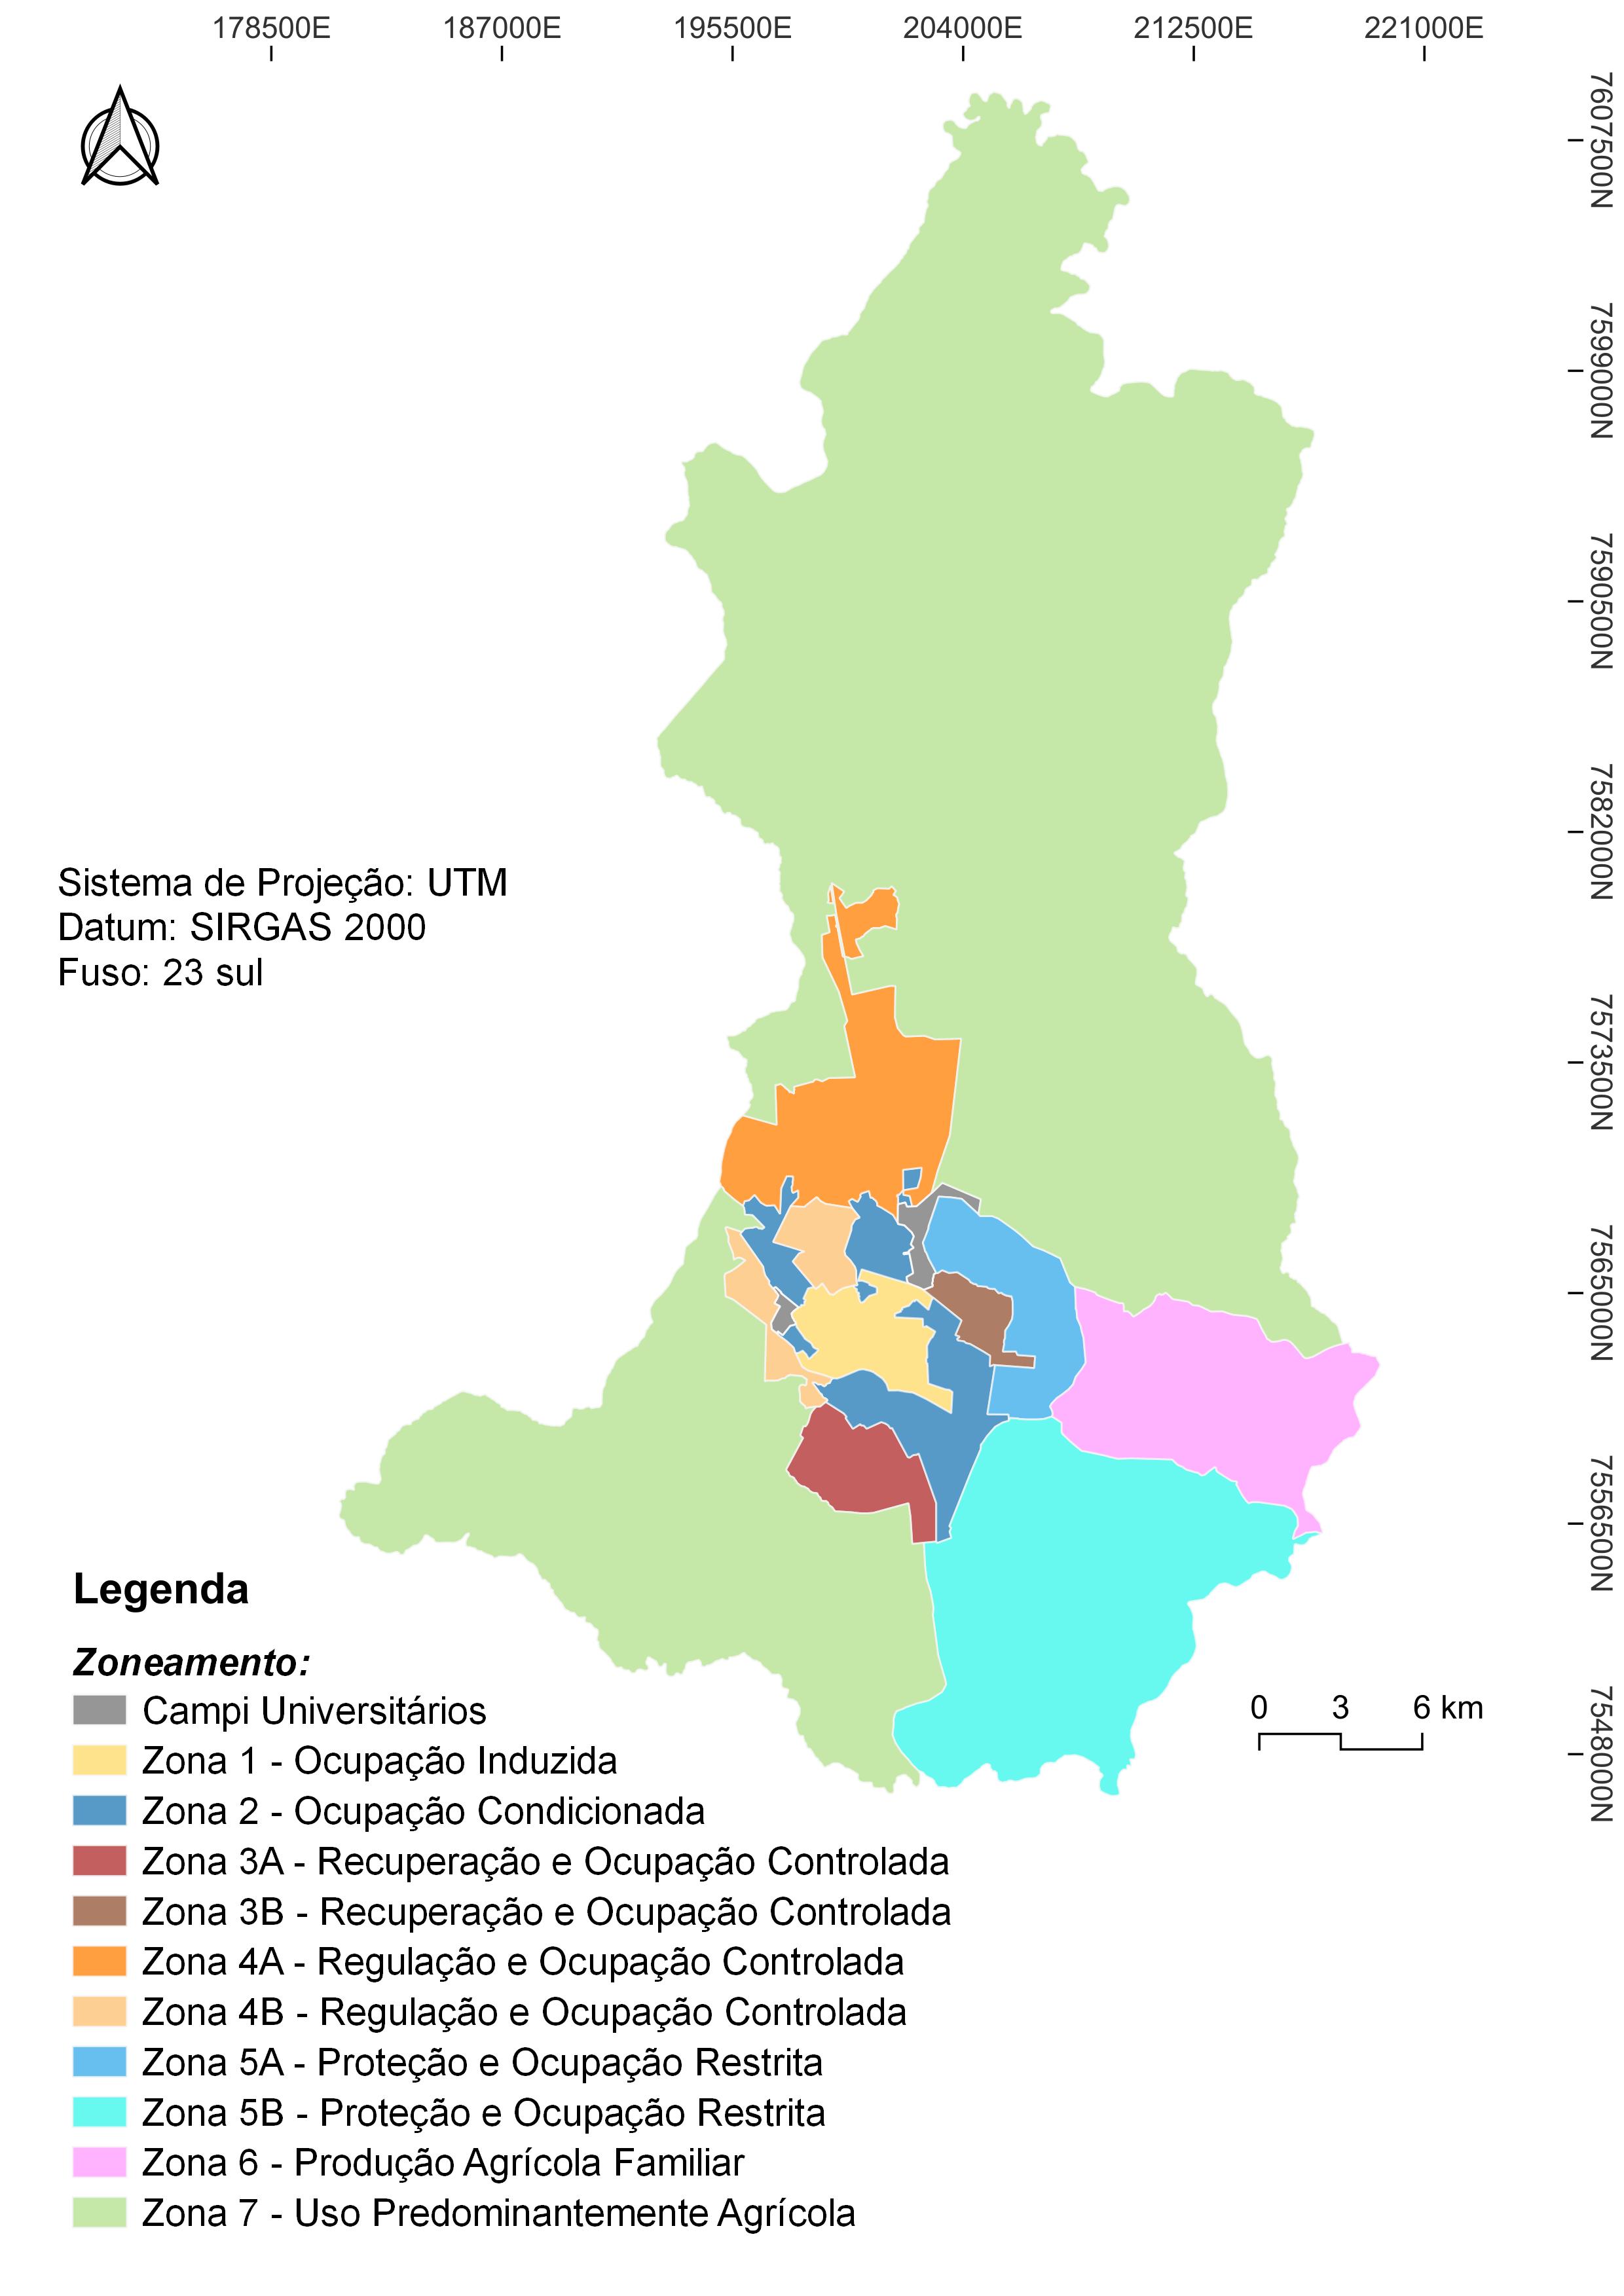 178500E 187000E 195500E 204000E 212500E 221000E
7607500N
7599000N
7590500N
7582000N
7573500N
7565000N
7556500N
7548000N
Sistema de Projeção: UTM
Datum: SIRGAS 2000
Fuso: 23 sul
Legenda
Zoneamento:
Campi Universitários
Zona 1 - Ocupação Induzida
Zona 2 - Ocupação Condicionada
Zona 3A - Recuperação e Ocupação Controlada
Zona 3B - Recuperação e Ocupação Controlada
Zona 4A - Regulação e Ocupação Controlada
Zona 4B - Regulação e Ocupação Controlada
Zona 5A - Proteção e Ocupação Restrita
Zona 5B - Proteção e Ocupação Restrita
Zona 6 - Produção Agrícola Familiar
Zona 7 - Uso Predominantemente Agrícola
0 3 6 km